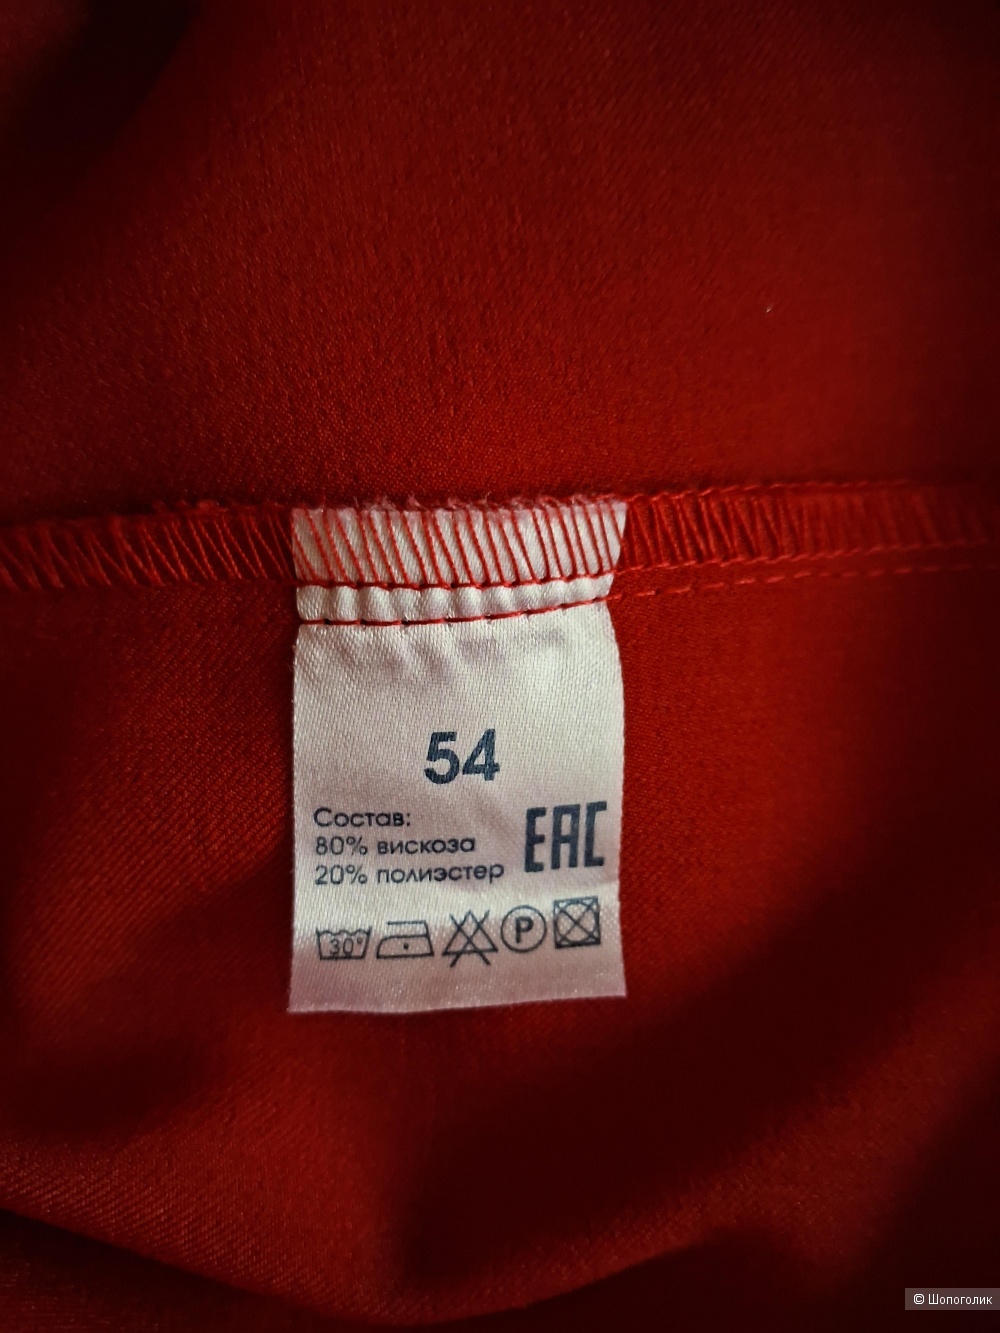 54
Состав:
80% вискоза
20% полиэстер
EAC
30°
P
© Шопоголик